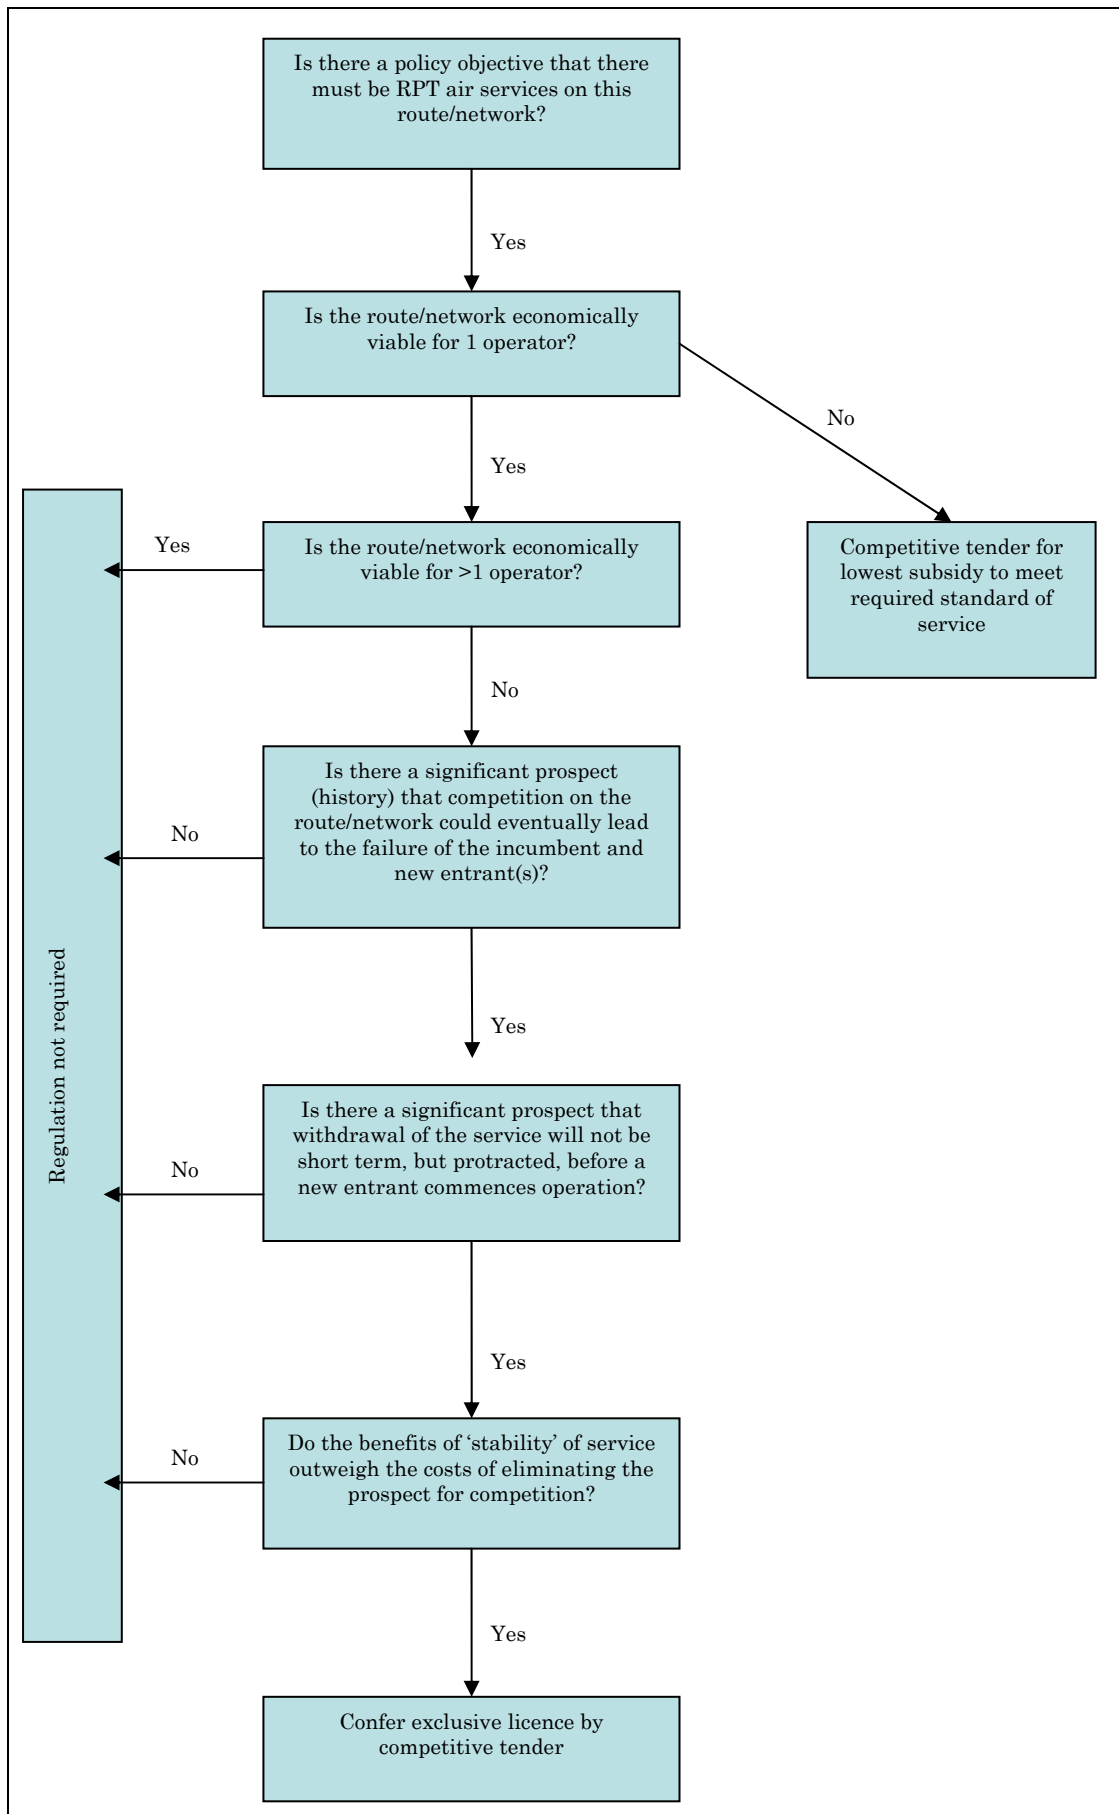 Is there a policy objective that there
must be RPT air services on this
route/network?
Yes
Is the route/network economically
viable for 1 operator?
No
Yes
Yes
Is the route/network economically
viable for >1 operator?
Competitive tender for
lowest subsidy to meet
required standard of
service
No
Is there a significant prospect
(history) that competition on the
route/network could eventually lead
to the failure of the incumbent and
new entrant(s)?
No
Regulation not required
Yes
Is there a significant prospect that
withdrawal of the service will not be
short term, but protracted, before a
new entrant commences operation?
No
Yes
Do the benefits of ‘stability’ of service
outweigh the costs of eliminating the
prospect for competition?
No
Yes
Confer exclusive licence by
competitive tender